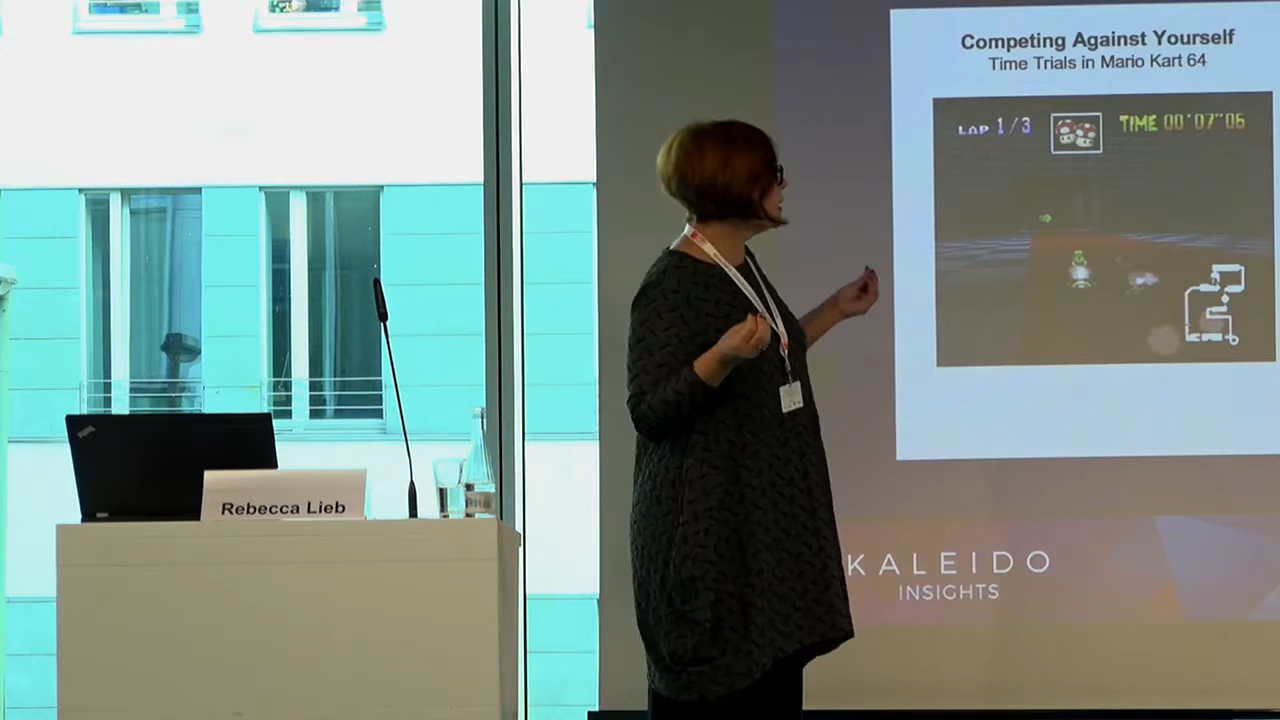 Competing Against Yourself
Time Trials in Mario Kart 64
LAP 1/3
TIME 00'07"06
Rebecca Lieb
KALEIDO
INSIGHTS